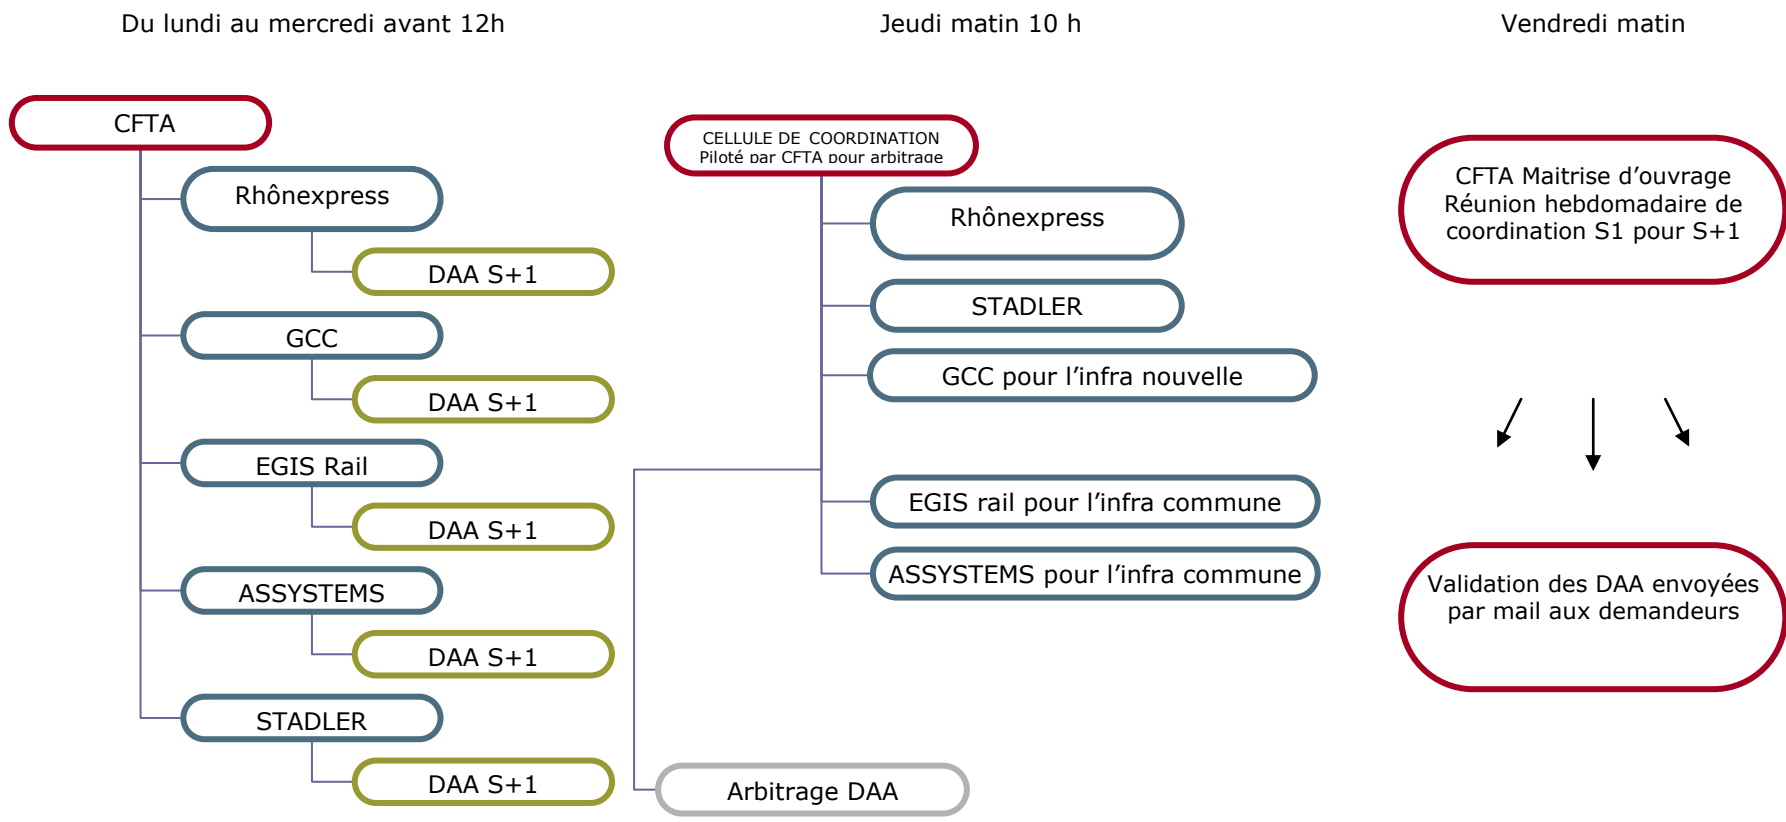 Du lundi au mercredi avant 12h
CFTA
Rhônexpress
DAA S+1
GCC
DAA S+1
EGIS Rail
DAA S+1
ASSYSTEMS
DAA S+1
STADLER
DAA S+1
Jeudi matin 10 h
CELLULE DE COORDINATION
Piloté par CFTA pour arbitrage
Rhônexpress
STADLER
GCC pour l’infra nouvelle
EGIS rail pour l’infra commune
ASSYSTEMS pour l’infra commune
Arbitrage DAA
Vendredi matin
CFTA Maitrise d’ouvrage
Réunion hebdomadaire de
coordination S1 pour S+1
Validation des DAA envoyées
par mail aux demandeurs